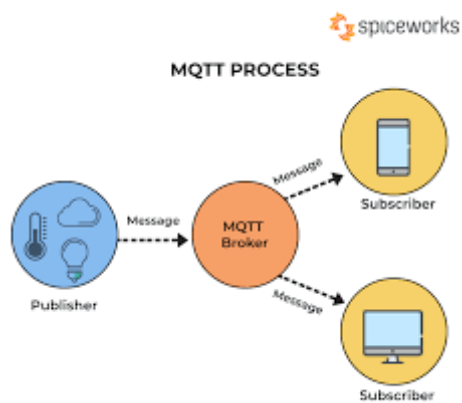 spiceworks
MQTT PROCESS
Message
Subscriber
Message
MQTT
Broker
Publisher
Message
Subscriber